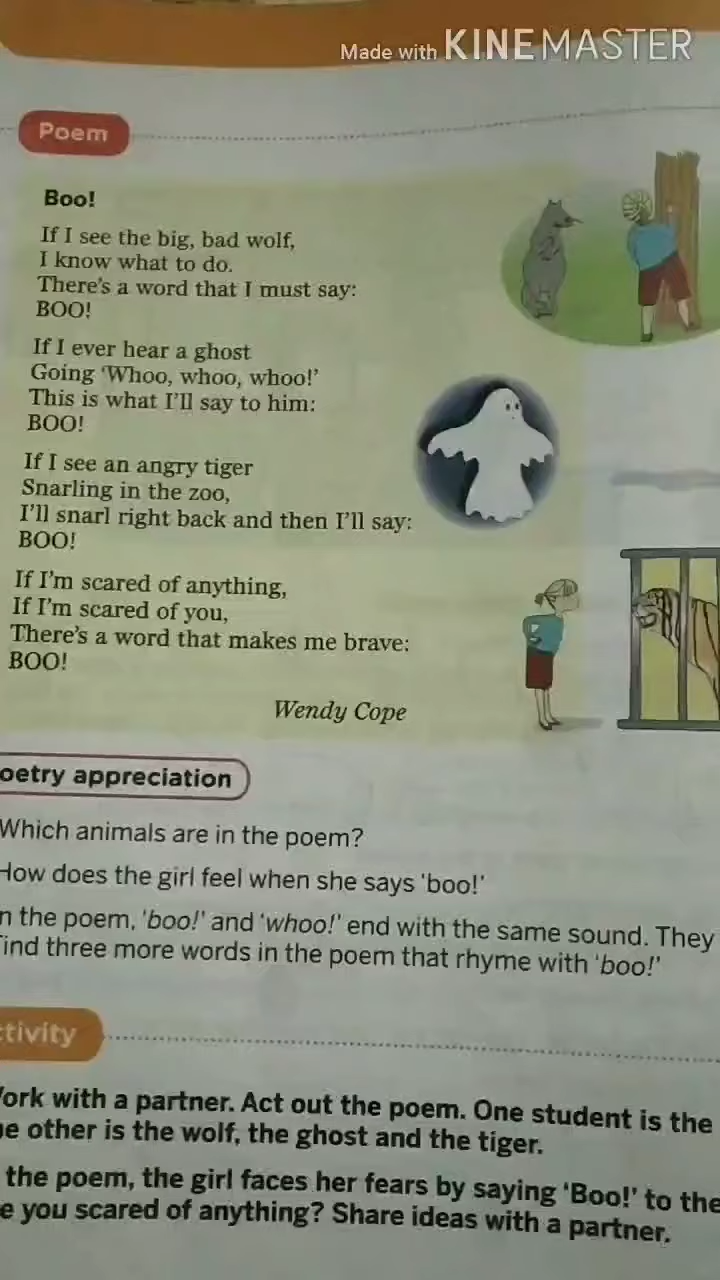 Made with KINEMASTER
Poem
Boo!
If I see the big, bad wolf,
I know what to do.
There's a word that I must say:
BOO!
If I ever hear a ghost
Going 'Whoo, whoo, whoo!'
This is what I'll say to him:
BOO!
If I see an angry tiger
Snarling in the zoo,
I'll snarl right back and then I'll say:
BOO!
If I'm scared of anything,
If I'm scared of you,
There's a word that makes me brave:
BOO!
Wendy Cope
oetry appreciation
Which animals are in the poem?
How does the girl feel when she says 'boo!'
n the poem, 'boo!' and 'whoo!' end with the same sound. They
ind three more words in the poem that rhyme with 'boo!'
tivity
ork with a partner. Act out the poem. One student is the
e other is the wolf, the ghost and the tiger.
the poem, the girl faces her fears by saying 'Boo!' to the
e you scared of anything? Share ideas with a partner.